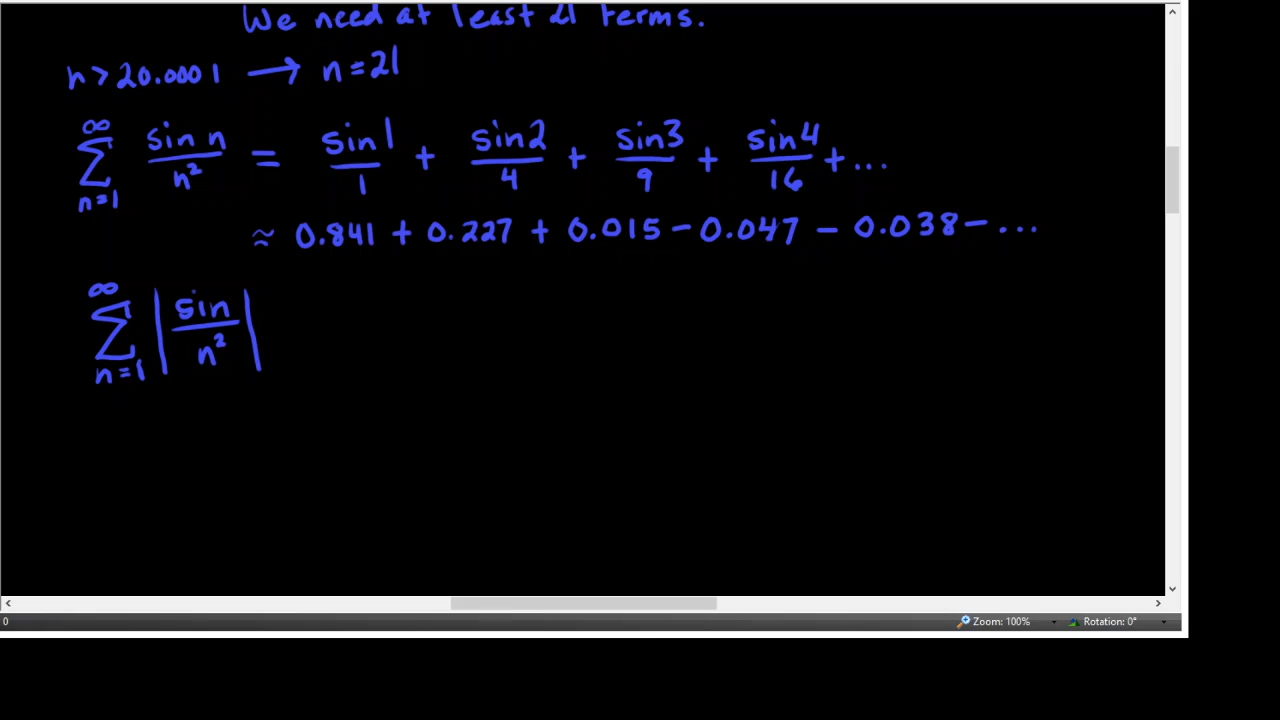 We need at least 21 terms.
n > 20.0001 → n = 21
∞ ∑ n=1 sin n / n² = sin 1 / 1 + sin 2 / 4 + sin 3 / 9 + sin 4 / 16 + ...
≈ 0.841 + 0.227 + 0.015 − 0.047 − 0.038 − ...
∞ ∑ n=1 | sin / n² |
0 Zoom: 100% Rotation: 0°